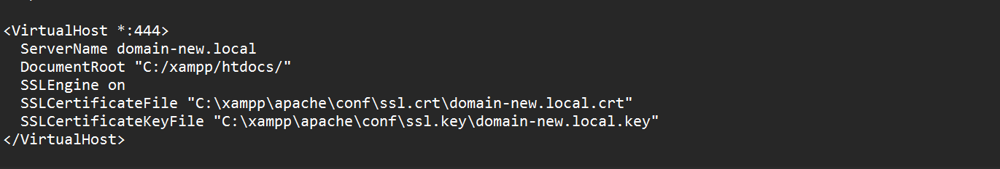 <VirtualHost *:444>
ServerName domain-new.local
DocumentRoot "C:/xampp/htdocs/"
SSLEngine on
SSLCertificateFile "C:\xampp\apache\conf\ssl.crt\domain-new.local.crt"
SSLCertificateKeyFile "C:\xampp\apache\conf\ssl.key\domain-new.local.key"
</VirtualHost>